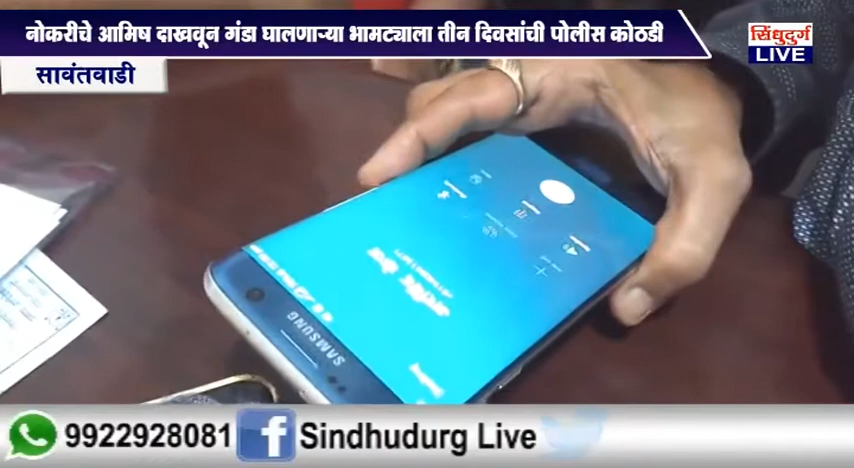 नोकरीचे आमिष दाखवून गंडा घालणाऱ्या भामट्याला तीन दिवसांची पोलीस कोठडी
सिंधुदुर्ग
LIVE
सावंतवाडी
SAMSUNG
9922928081
Sindhudurg Live